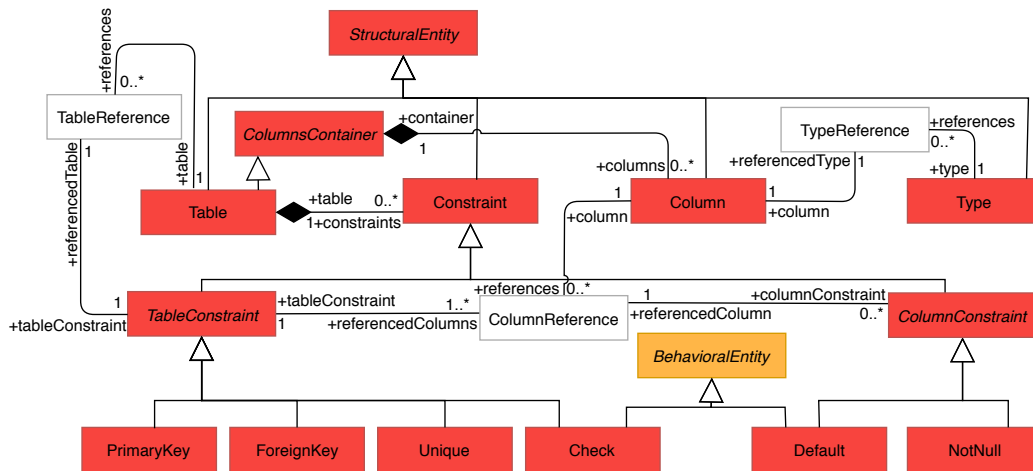 StructuralEntity
+references
0..*
TableReference
ColumnsContainer
+container
1
TypeReference
+references
0..*
1
+referencedType
1
+referencedTable
+table
1
+columns
0..*
+type
1
Table
+table
0..*
1
+constraints
Constraint
1
+column
Column
1
+column
Type
+references
0..*
1
+tableConstraint
TableConstraint
+tableConstraint
1
1..*
+referencedColumns
ColumnReference
1
+referencedColumn
+columnConstraint
0..*
ColumnConstraint
BehavioralEntity
PrimaryKey
ForeignKey
Unique
Check
Default
NotNull